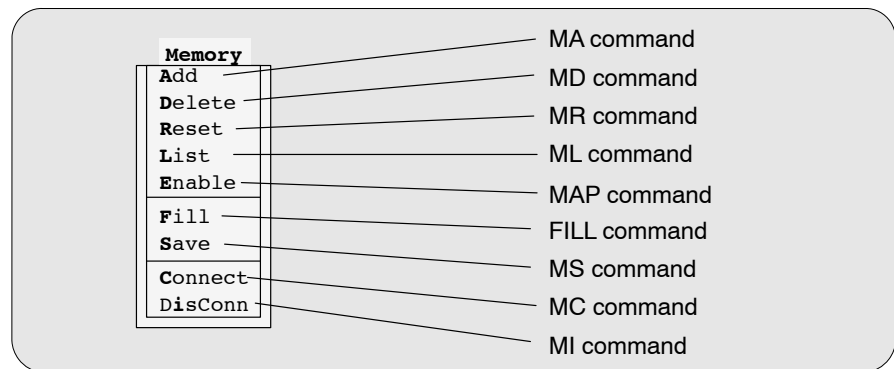 Memory
Add
Delete
Reset
List
Enable
Fill
Save
Connect
DisConn
MA command
MD command
MR command
ML command
MAP command
FILL command
MS command
MC command
MI command